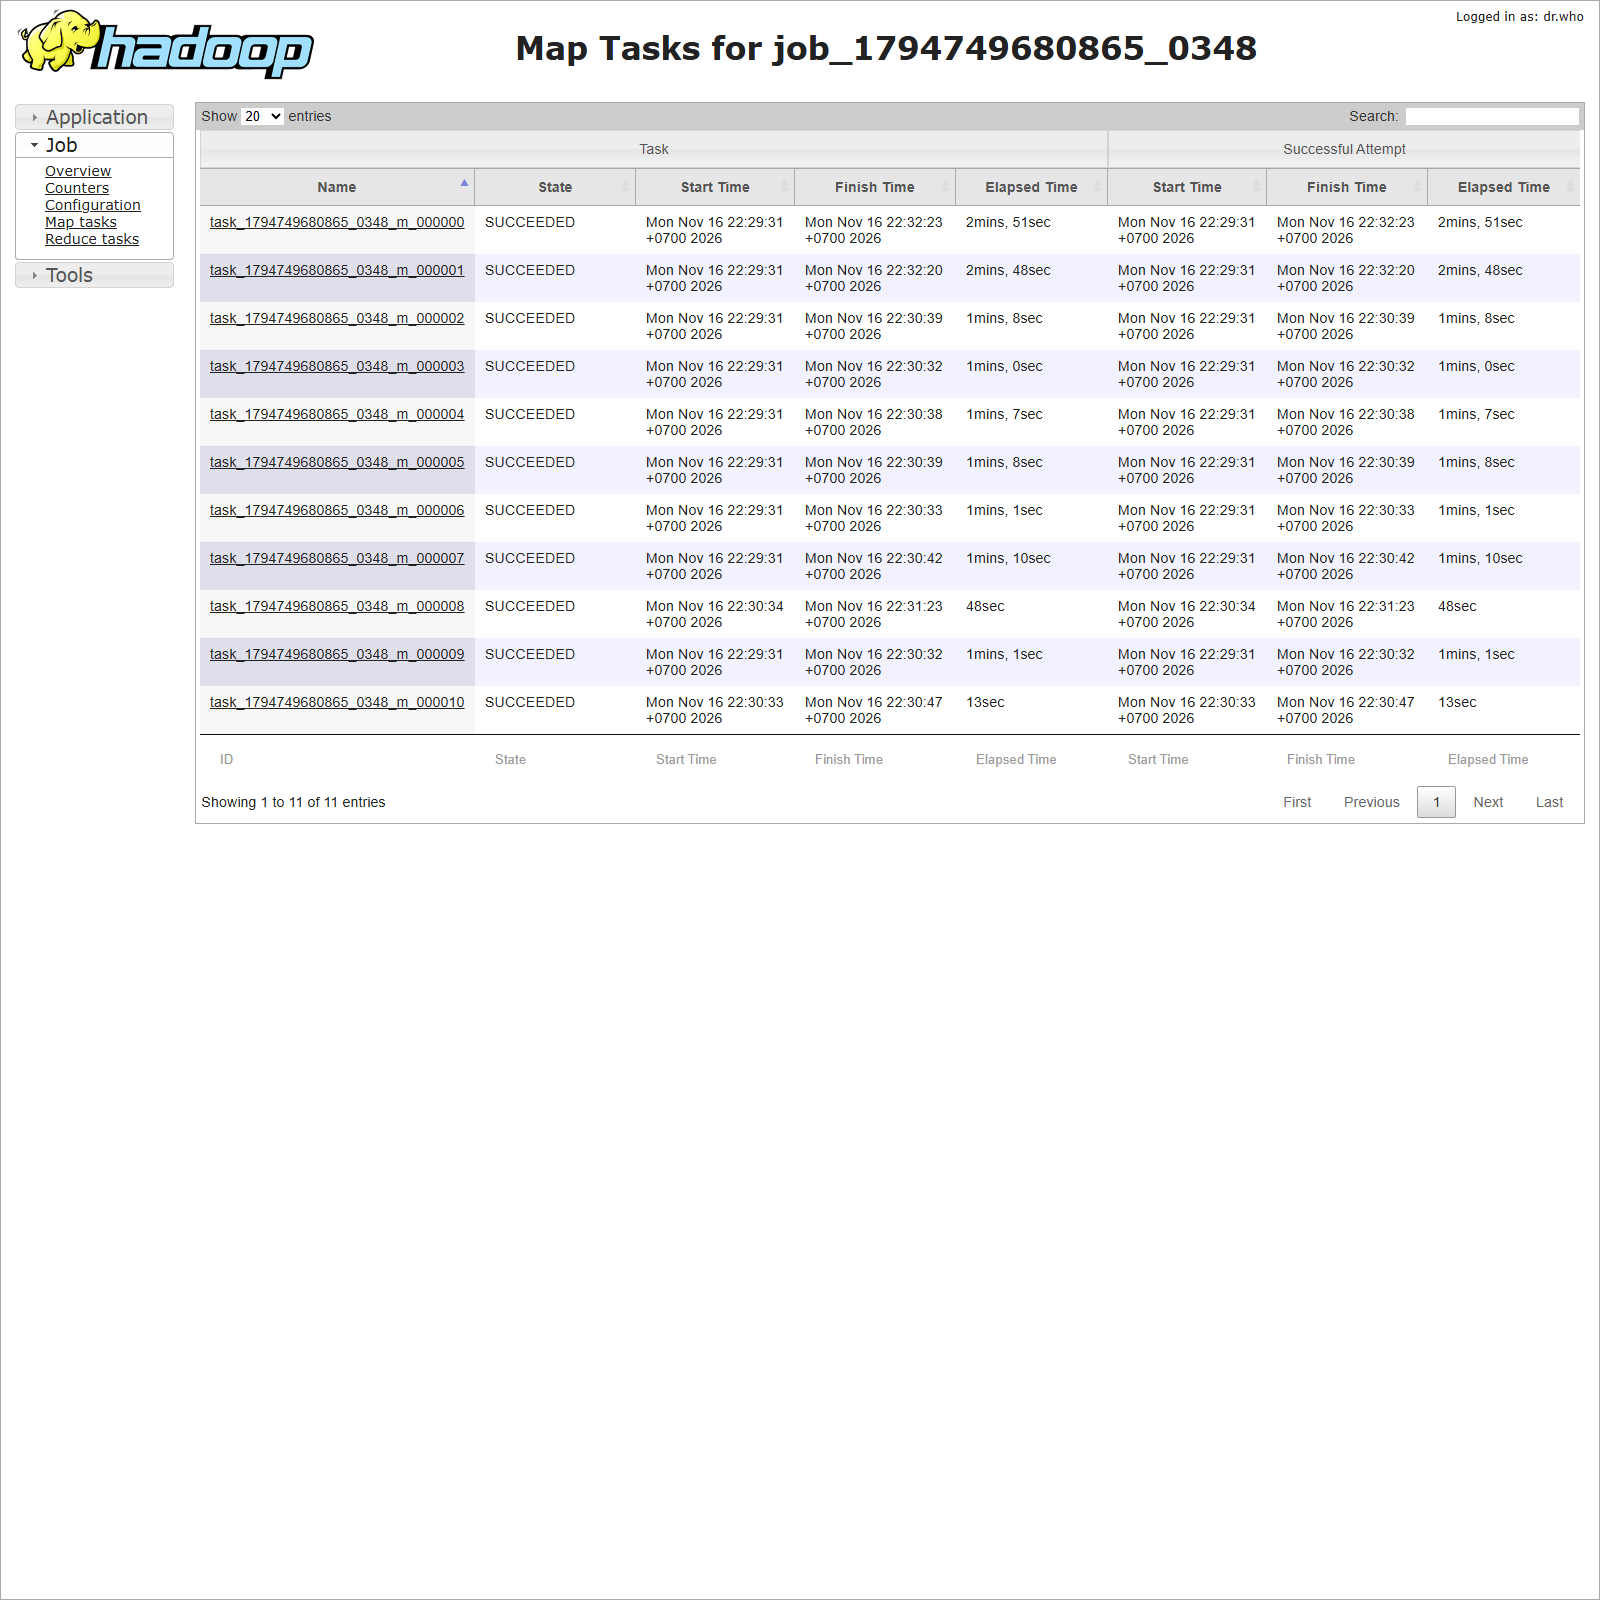 Logged in as: dr.who
hadoop
Map Tasks for job_1794749680865_0348
Application
Job
Overview
Counters
Configuration
Map tasks
Reduce tasks
Tools
Show 20 entries Search:
Task Successful Attempt
Name State Start Time Finish Time Elapsed Time Start Time Finish Time Elapsed Time
task_1794749680865_0348_m_000000 SUCCEEDED Mon Nov 16 22:29:31 Mon Nov 16 22:32:23 2mins, 51sec Mon Nov 16 22:29:31 Mon Nov 16 22:32:23 2mins, 51sec
+0700 2026 +0700 2026 +0700 2026 +0700 2026
task_1794749680865_0348_m_000001 SUCCEEDED Mon Nov 16 22:29:31 Mon Nov 16 22:32:20 2mins, 48sec Mon Nov 16 22:29:31 Mon Nov 16 22:32:20 2mins, 48sec
+0700 2026 +0700 2026 +0700 2026 +0700 2026
task_1794749680865_0348_m_000002 SUCCEEDED Mon Nov 16 22:29:31 Mon Nov 16 22:30:39 1mins, 8sec Mon Nov 16 22:29:31 Mon Nov 16 22:30:39 1mins, 8sec
+0700 2026 +0700 2026 +0700 2026 +0700 2026
task_1794749680865_0348_m_000003 SUCCEEDED Mon Nov 16 22:29:31 Mon Nov 16 22:30:32 1mins, 0sec Mon Nov 16 22:29:31 Mon Nov 16 22:30:32 1mins, 0sec
+0700 2026 +0700 2026 +0700 2026 +0700 2026
task_1794749680865_0348_m_000004 SUCCEEDED Mon Nov 16 22:29:31 Mon Nov 16 22:30:38 1mins, 7sec Mon Nov 16 22:29:31 Mon Nov 16 22:30:38 1mins, 7sec
+0700 2026 +0700 2026 +0700 2026 +0700 2026
task_1794749680865_0348_m_000005 SUCCEEDED Mon Nov 16 22:29:31 Mon Nov 16 22:30:39 1mins, 8sec Mon Nov 16 22:29:31 Mon Nov 16 22:30:39 1mins, 8sec
+0700 2026 +0700 2026 +0700 2026 +0700 2026
task_1794749680865_0348_m_000006 SUCCEEDED Mon Nov 16 22:29:31 Mon Nov 16 22:30:33 1mins, 1sec Mon Nov 16 22:29:31 Mon Nov 16 22:30:33 1mins, 1sec
+0700 2026 +0700 2026 +0700 2026 +0700 2026
task_1794749680865_0348_m_000007 SUCCEEDED Mon Nov 16 22:29:31 Mon Nov 16 22:30:42 1mins, 10sec Mon Nov 16 22:29:31 Mon Nov 16 22:30:42 1mins, 10sec
+0700 2026 +0700 2026 +0700 2026 +0700 2026
task_1794749680865_0348_m_000008 SUCCEEDED Mon Nov 16 22:30:34 Mon Nov 16 22:31:23 48sec Mon Nov 16 22:30:34 Mon Nov 16 22:31:23 48sec
+0700 2026 +0700 2026 +0700 2026 +0700 2026
task_1794749680865_0348_m_000009 SUCCEEDED Mon Nov 16 22:29:31 Mon Nov 16 22:30:32 1mins, 1sec Mon Nov 16 22:29:31 Mon Nov 16 22:30:32 1mins, 1sec
+0700 2026 +0700 2026 +0700 2026 +0700 2026
task_1794749680865_0348_m_000010 SUCCEEDED Mon Nov 16 22:30:33 Mon Nov 16 22:30:47 13sec Mon Nov 16 22:30:33 Mon Nov 16 22:30:47 13sec
+0700 2026 +0700 2026 +0700 2026 +0700 2026
ID State Start Time Finish Time Elapsed Time Start Time Finish Time Elapsed Time
Showing 1 to 11 of 11 entries First Previous 1 Next Last